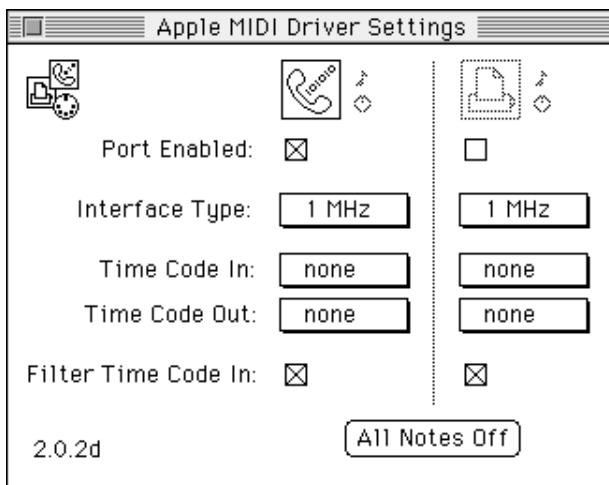 Apple MIDI Driver Settings
Port Enabled:
Interface Type: 1 MHz 1 MHz
Time Code In: none none
Time Code Out: none none
Filter Time Code In:
All Notes Off
2.0.2d